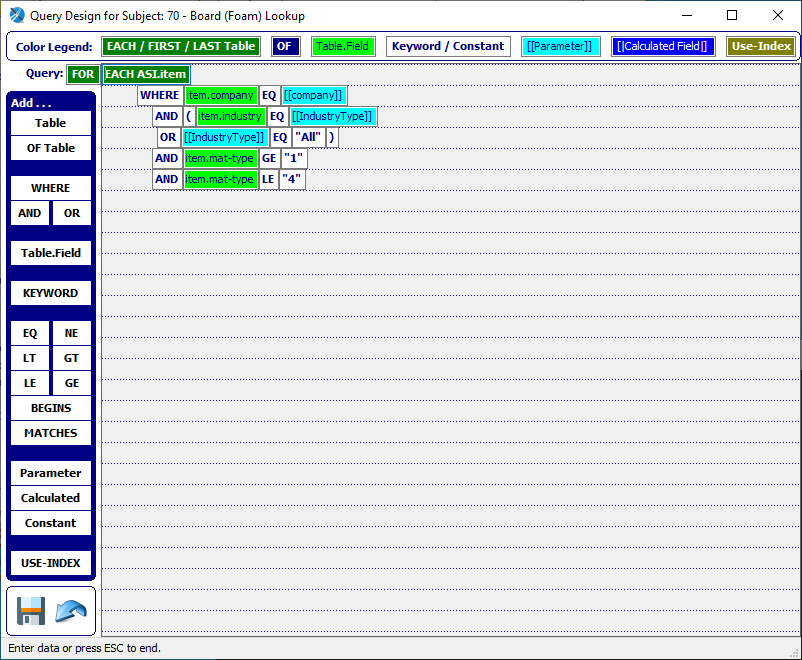 Query Design for Subject: 70 - Board (Foam) Lookup
Color Legend: EACH / FIRST / LAST Table OF Table.Field Keyword / Constant [[Parameter]] [|Calculated Field|] Use-Index
Query: FOR EACH ASI.item
WHERE item.company EQ [[company]]
AND ( item.industry EQ [[IndustryType]]
OR [[IndustryType]] EQ "All" )
AND item.mat-type GE "1"
AND item.mat-type LE "4"
Add . . .
Table
OF Table
WHERE
AND OR
Table.Field
KEYWORD
EQ NE
LT GT
LE GE
BEGINS
MATCHES
Parameter
Calculated
Constant
USE-INDEX
Enter data or press ESC to end.